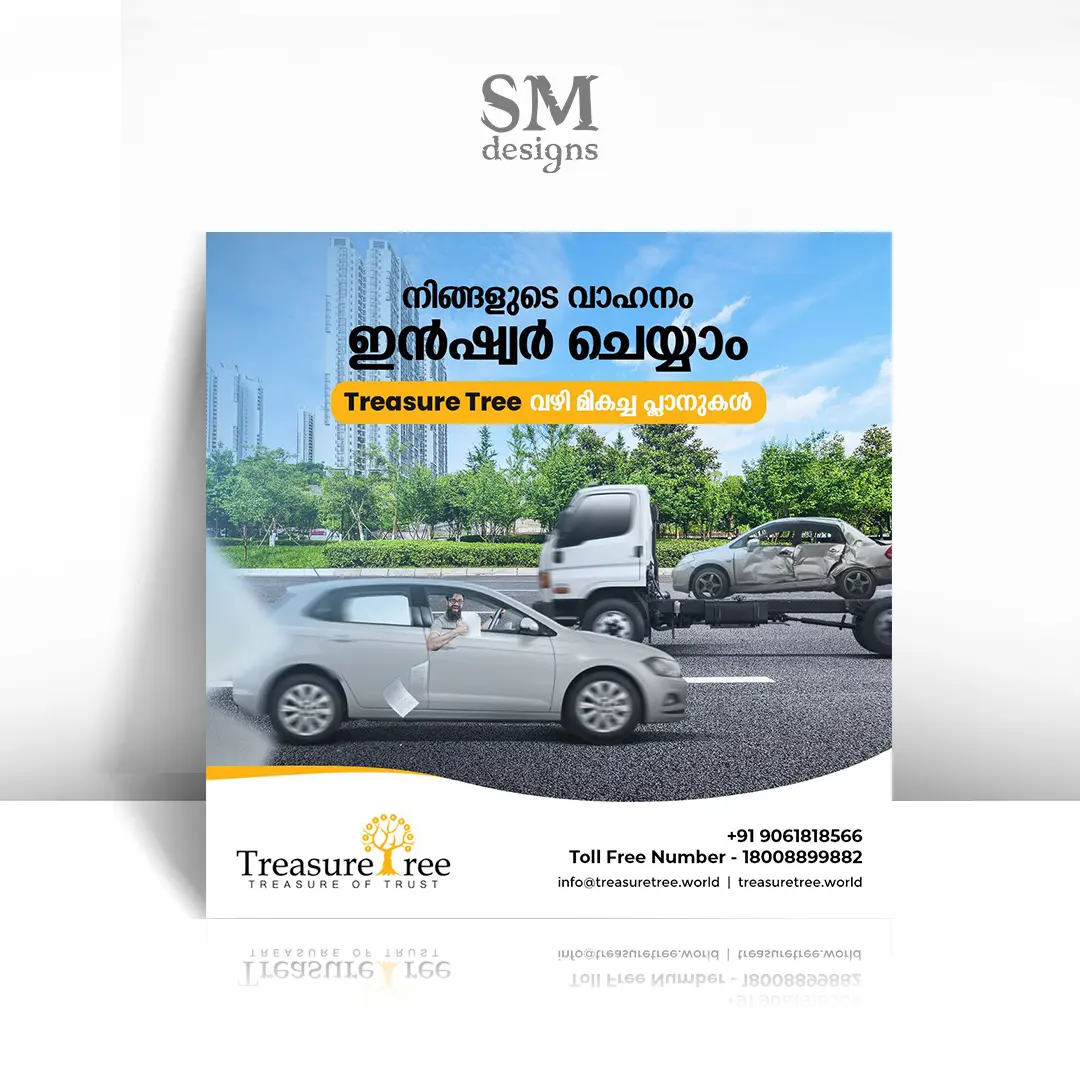 SM
designs
നിങ്ങളുടെ വാഹനം
ഇൻഷ്വർ ചെയ്യാം
Treasure Tree വഴി മികച്ച പ്ലാനുകൾ
Treasure Tree
TREASURE OF TRUST
+91 9061818566
Toll Free Number - 18008899882
info@treasuretree.world | treasuretree.world